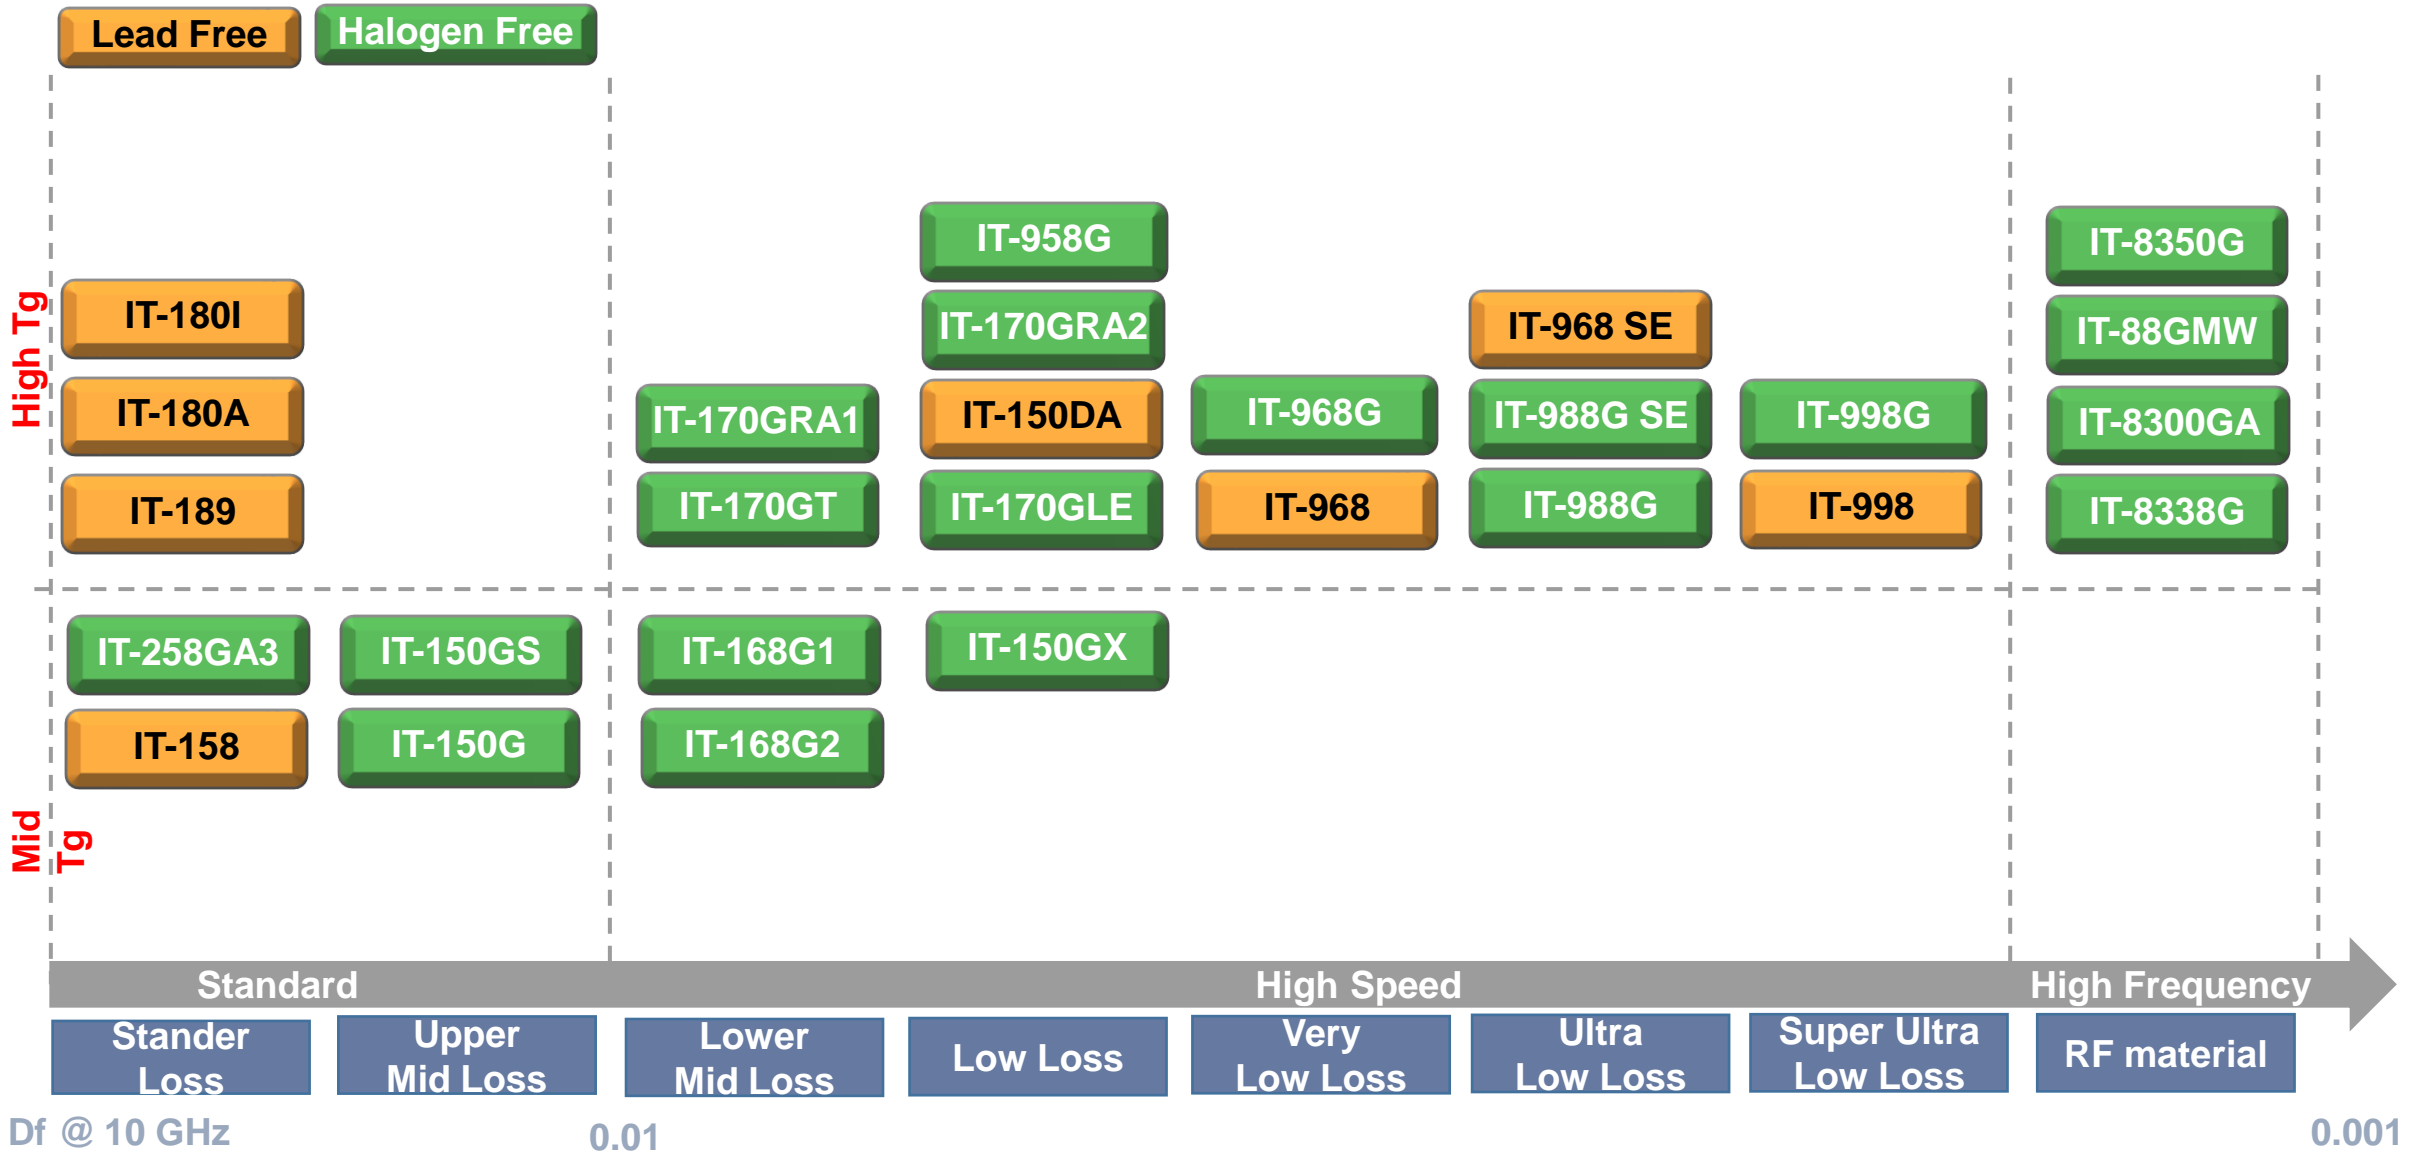 Lead Free
Halogen Free
High Tg
IT-958G
IT-8350G
IT-180I
IT-170GRA2
IT-968 SE
IT-88GMW
IT-180A
IT-170GRA1
IT-150DA
IT-968G
IT-988G SE
IT-998G
IT-8300GA
IT-189
IT-170GT
IT-170GLE
IT-968
IT-988G
IT-998
IT-8338G
Mid
Tg
IT-258GA3
IT-150GS
IT-168G1
IT-150GX
IT-158
IT-150G
IT-168G2
Standard
High Speed
High Frequency
Stander
Loss
Upper
Mid Loss
Lower
Mid Loss
Low Loss
Very
Low Loss
Ultra
Low Loss
Super Ultra
Low Loss
RF material
Df @ 10 GHz
0.01
0.001